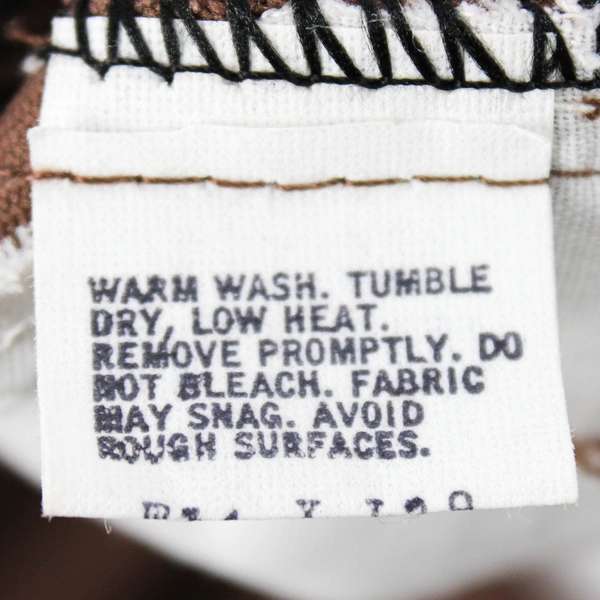 WARM WASH. TUMBLE
DRY, LOW HEAT.
REMOVE PROMPTLY. DO
NOT BLEACH. FABRIC
MAY SNAG. AVOID
ROUGH SURFACES.